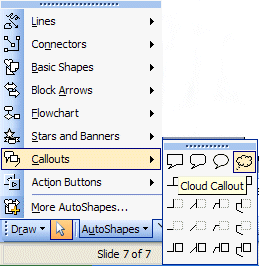 Lines
Connectors
Basic Shapes
Block Arrows
Flowchart
Stars and Banners
Callouts
Cloud Callout
Action Buttons
More AutoShapes...
Draw
AutoShapes
Slide 7 of 7